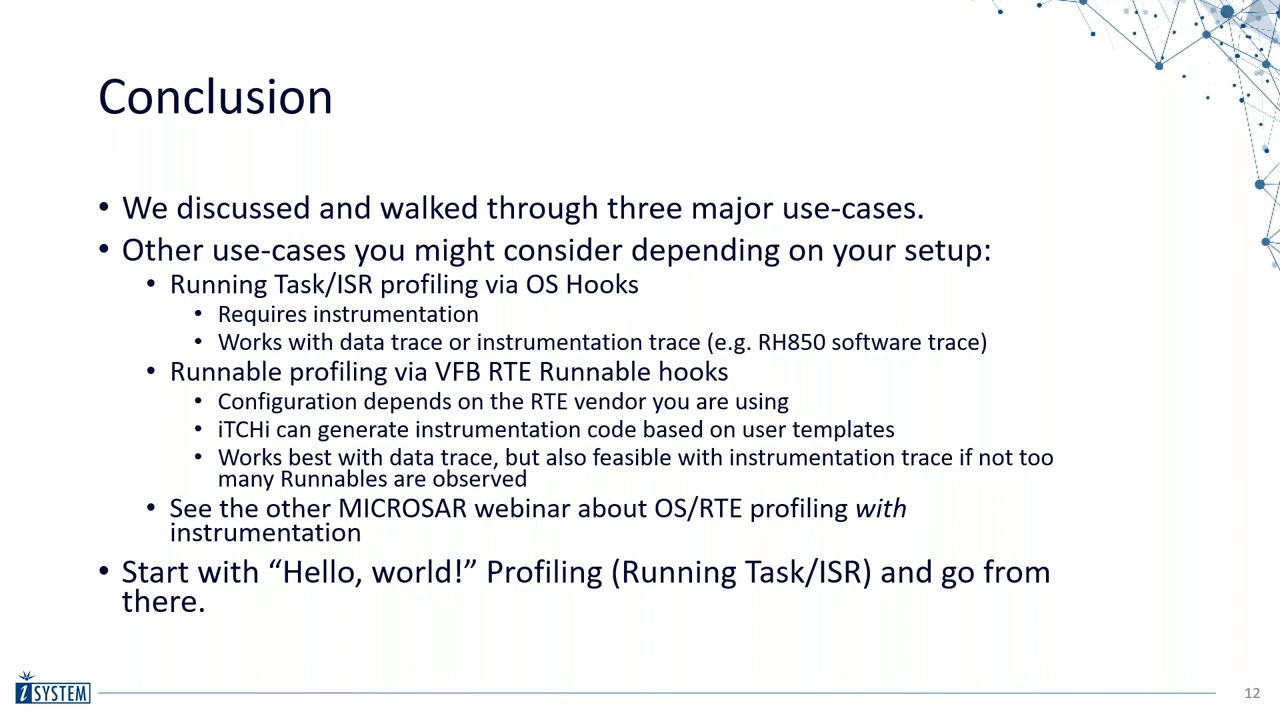 Conclusion
• We discussed and walked through three major use-cases.
• Other use-cases you might consider depending on your setup:
• Running Task/ISR profiling via OS Hooks
• Requires instrumentation
• Works with data trace or instrumentation trace (e.g. RH850 software trace)
• Runnable profiling via VFB RTE Runnable hooks
• Configuration depends on the RTE vendor you are using
• iTCHi can generate instrumentation code based on user templates
• Works best with data trace, but also feasible with instrumentation trace if not too
many Runnables are observed
• See the other MICROSAR webinar about OS/RTE profiling with
instrumentation
• Start with “Hello, world!” Profiling (Running Task/ISR) and go from
there.
iSYSTEM
12